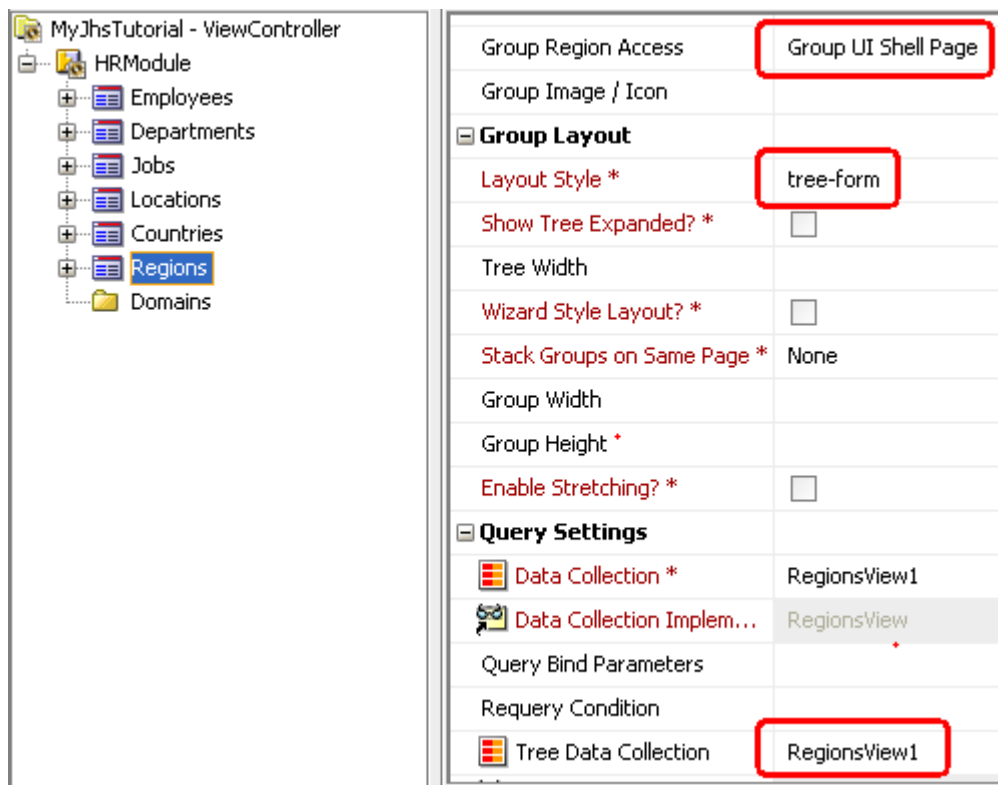 MyJhsTutorial - ViewController
HRModule
Employees
Departments
Jobs
Locations
Countries
Regions
Domains
Group Region Access Group UI Shell Page
Group Image / Icon
Group Layout
Layout Style * tree-form
Show Tree Expanded? *
Tree Width
Wizard Style Layout? *
Stack Groups on Same Page * None
Group Width
Group Height *
Enable Stretching? *
Query Settings
Data Collection * RegionsView1
Data Collection Implem... RegionsView
Query Bind Parameters
Requery Condition
Tree Data Collection RegionsView1